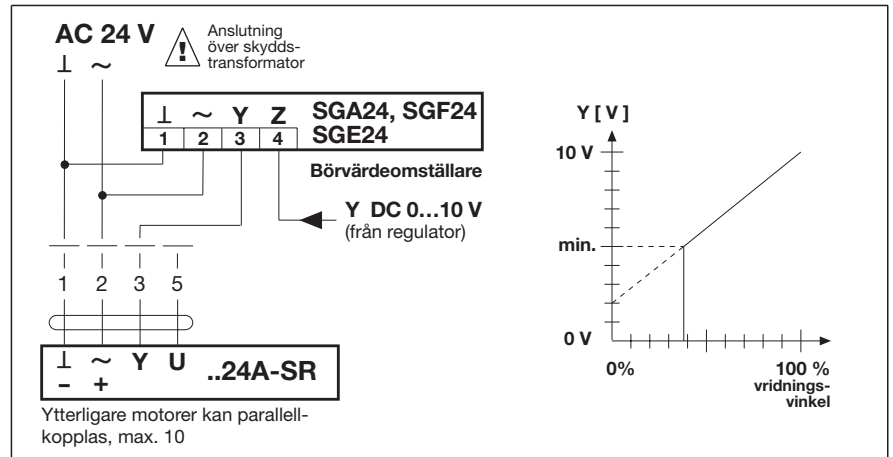 AC 24 V
⊥ ~
!
Anslutning
över skydds-
transformator
⊥ ~ Y Z
1 2 3 4
SGA24, SGF24
SGE24
Börvärdeomställare
Y DC 0...10 V
(från regulator)
1 2 3 5
⊥ ~ Y U
– +
..24A-SR
Ytterligare motorer kan parallell-
kopplas, max. 10
Y [ V ]
10 V
min.
0 V
0% 100 %
vridnings-
vinkel